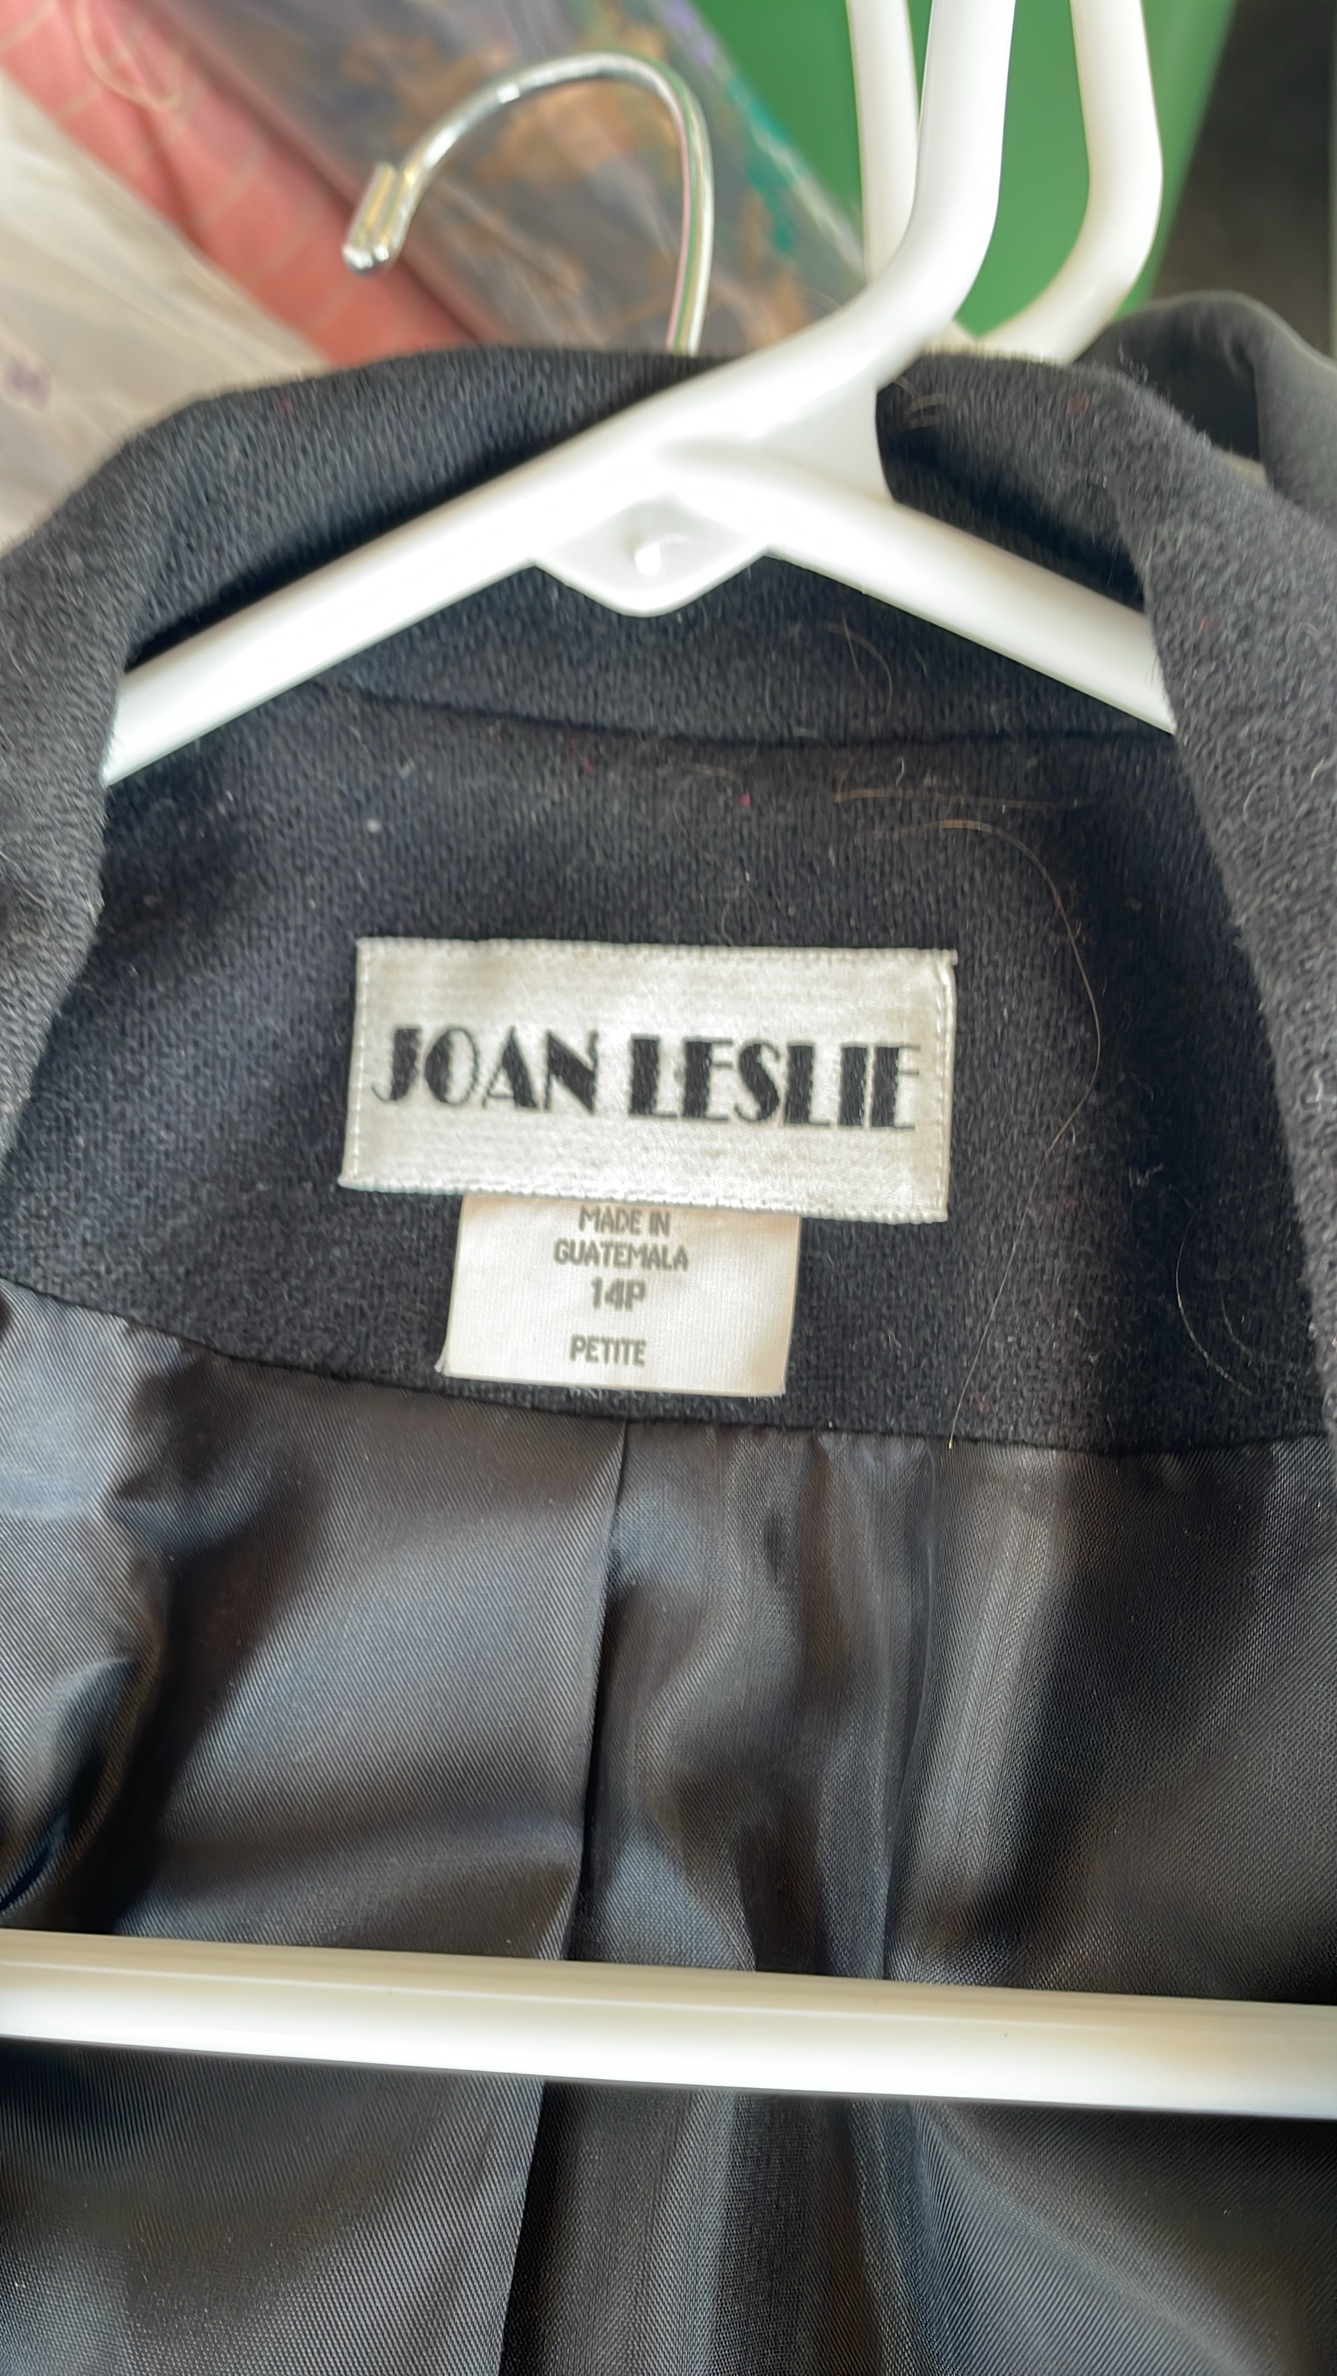 JOAN LESLIE
MADE IN
GUATEMALA
14P
PETITE